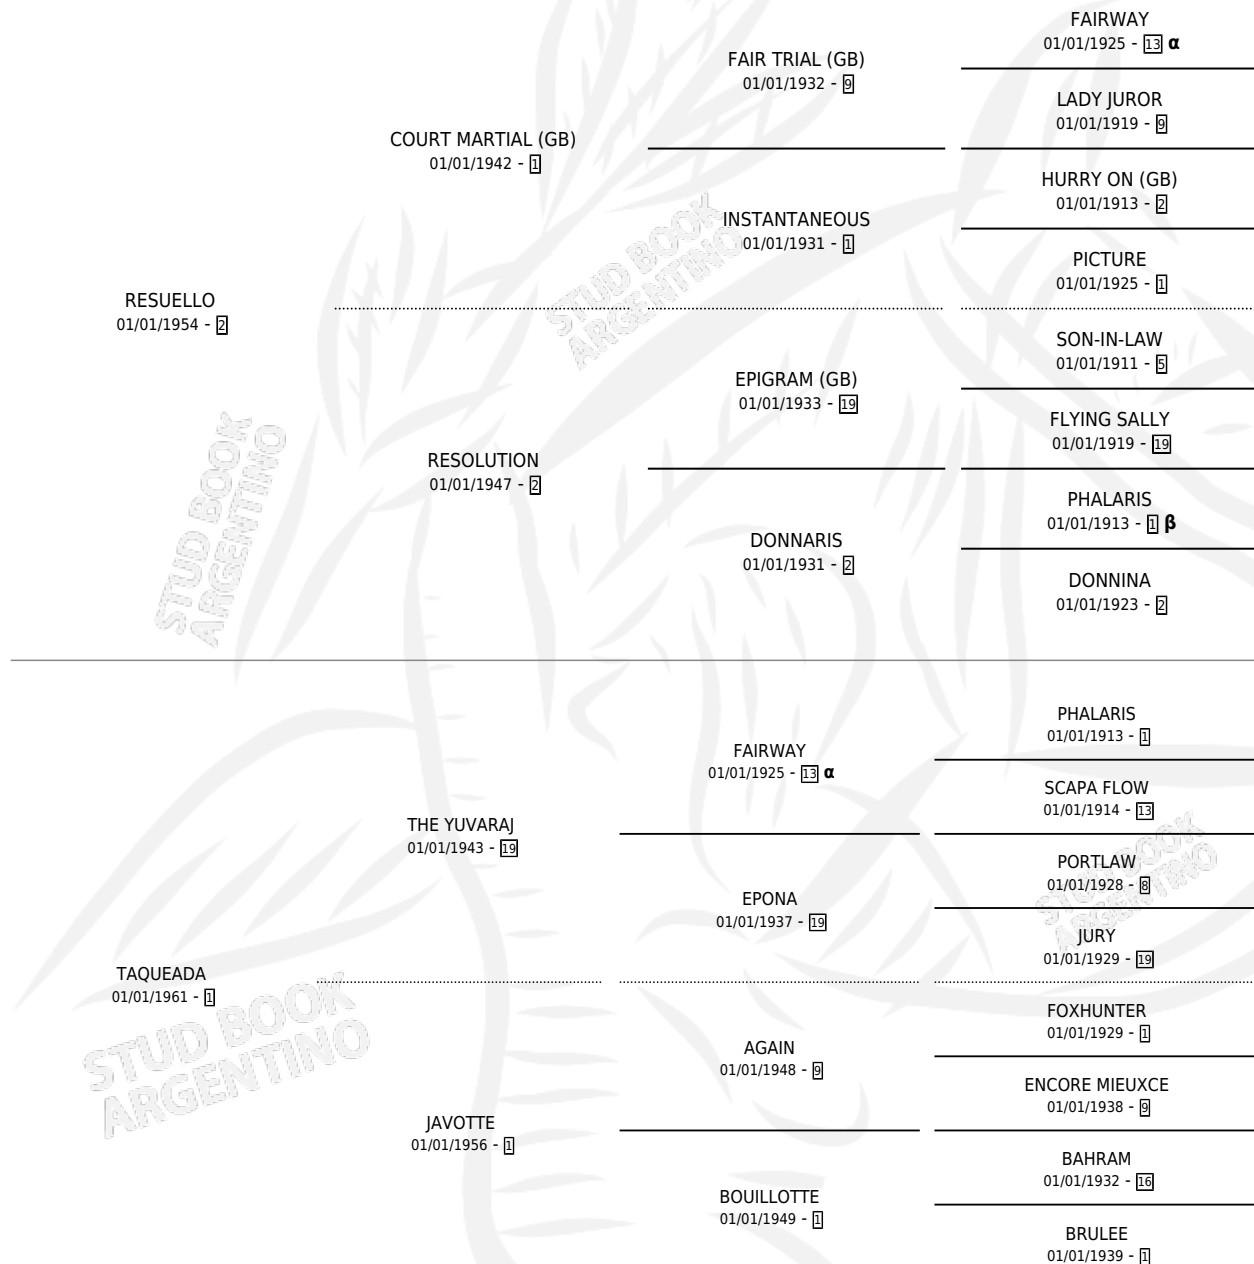 FAIRWAY
01/01/1925 - 13 α
FAIR TRIAL (GB)
01/01/1932 - 9
LADY JUROR
01/01/1919 - 9
COURT MARTIAL (GB)
01/01/1942 - 1
HURRY ON (GB)
01/01/1913 - 2
INSTANTANEOUS
01/01/1931 - 1
PICTURE
01/01/1925 - 1
RESUELLO
01/01/1954 - 2
SON-IN-LAW
01/01/1911 - 5
EPIGRAM (GB)
01/01/1933 - 19
FLYING SALLY
01/01/1919 - 19
RESOLUTION
01/01/1947 - 2
PHALARIS
01/01/1913 - 1 β
DONNARIS
01/01/1931 - 2
DONNINA
01/01/1923 - 2
PHALARIS
01/01/1913 - 1
FAIRWAY
01/01/1925 - 13 α
SCAPA FLOW
01/01/1914 - 13
THE YUVARAJ
01/01/1943 - 19
PORTLAW
01/01/1928 - 8
EPONA
01/01/1937 - 19
JURY
01/01/1929 - 19
TAQUEADA
01/01/1961 - 1
FOXHUNTER
01/01/1929 - 1
AGAIN
01/01/1948 - 9
ENCORE MIEUXCE
01/01/1938 - 9
JAVOTTE
01/01/1956 - 1
BAHRAM
01/01/1932 - 16
BOUILLOTTE
01/01/1949 - 1
BRULEE
01/01/1939 - 1
STUD BOOK
ARGENTINO
STUD BOOK
ARGENTINO
STUD BOOK
ARGENTINO
STUD BOOK
ARGENTINO